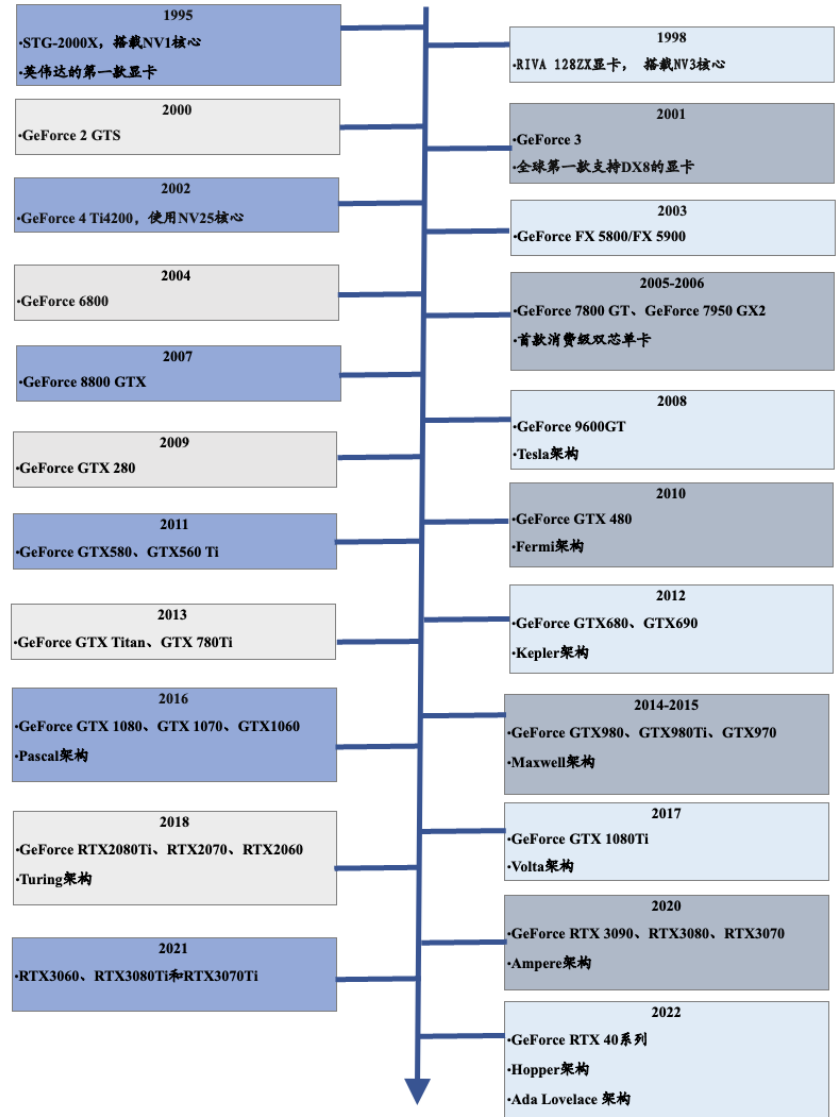 1995
·STG-2000X，搭载NV1核心
·英伟达的第一款显卡
1998
·RIVA 128ZX显卡， 搭载NV3核心
2000
·GeForce 2 GTS
2001
·GeForce 3
·全球第一款支持DX8的显卡
2002
·GeForce 4 Ti4200，使用NV25核心
2003
·GeForce FX 5800/FX 5900
2004
·GeForce 6800
2005-2006
·GeForce 7800 GT、GeForce 7950 GX2
·首款消费级双芯单卡
2007
·GeForce 8800 GTX
2008
·GeForce 9600GT
·Tesla架构
2009
·GeForce GTX 280
2010
·GeForce GTX 480
·Fermi架构
2011
·GeForce GTX580、GTX560 Ti
2012
·GeForce GTX680、GTX690
·Kepler架构
2013
·GeForce GTX Titan、GTX 780Ti
2014-2015
·GeForce GTX980、GTX980Ti、GTX970
·Maxwell架构
2016
·GeForce GTX 1080、GTX 1070、GTX1060
·Pascal架构
2017
·GeForce GTX 1080Ti
·Volta架构
2018
·GeForce RTX2080Ti、RTX2070、RTX2060
·Turing架构
2020
·GeForce RTX 3090、RTX3080、RTX3070
·Ampere架构
2021
·RTX3060、RTX3080Ti和RTX3070Ti
2022
·GeForce RTX 40系列
·Hopper架构
·Ada Lovelace 架构